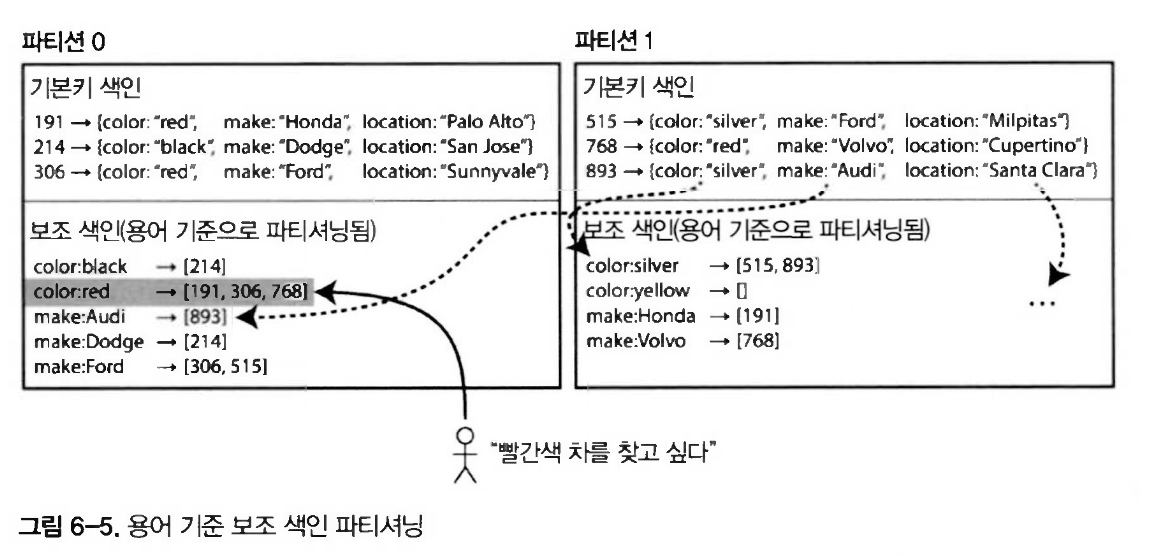 파티션 0
기본키 색인
191 → {color: "red", make: "Honda", location: "Palo Alto"}
214 → {color: "black", make: "Dodge", location: "San Jose"}
306 → {color: "red", make: "Ford", location: "Sunnyvale"}
보조 색인(용어 기준으로 파티셔닝됨)
color:black → [214]
color:red → [191, 306, 768]
make:Audi → [893]
make:Dodge → [214]
make:Ford → [306, 515]
파티션 1
기본키 색인
515 → {color: "silver", make: "Ford", location: "Milpitas"}
768 → {color: "red", make: "Volvo", location: "Cupertino"}
893 → {color: "silver", make: "Audi", location: "Santa Clara"}
보조 색인(용어 기준으로 파티셔닝됨)
color:silver → [515, 893]
color:yellow → []
make:Honda → [191]
make:Volvo → [768]
...
"빨간색 차를 찾고 싶다"
그림 6-5. 용어 기준 보조 색인 파티셔닝